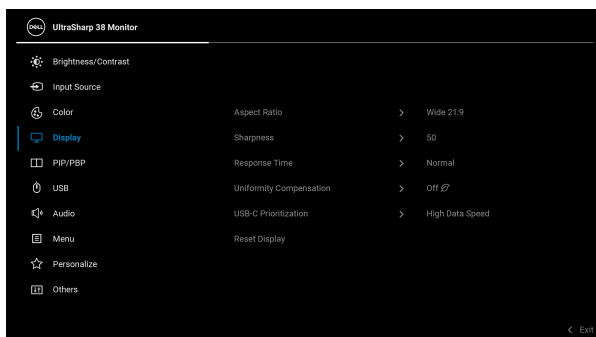 DELL UltraSharp 38 Monitor
Brightness/Contrast
Input Source
Color Aspect Ratio > Wide 21:9
Display Sharpness > 50
PIP/PBP Response Time > Normal
USB Uniformity Compensation > Off
Audio USB-C Prioritization > High Data Speed
Menu Reset Display
Personalize
Others
< Exit